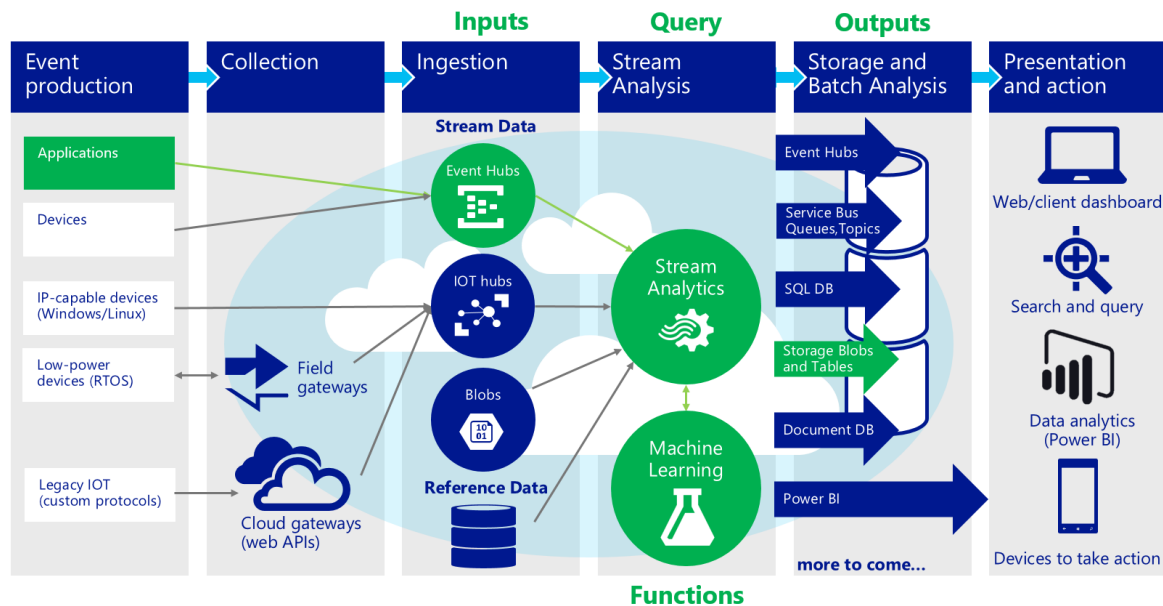 Inputs
Query
Outputs
Event
production
Collection
Ingestion
Stream
Analysis
Storage and
Batch Analysis
Presentation
and action
Applications
Devices
IP-capable devices
(Windows/Linux)
Low-power
devices (RTOS)
Legacy IOT
(custom protocols)
Field
gateways
Cloud gateways
(web APIs)
Stream Data
Event Hubs
IOT hubs
Blobs
10
01
Reference Data
Stream
Analytics
Machine
Learning
Functions
Event Hubs
Service Bus
Queues,Topics
SQL DB
Storage Blobs
and Tables
Document DB
Power BI
more to come…
Web/client dashboard
Search and query
Data analytics
(Power BI)
Devices to take action